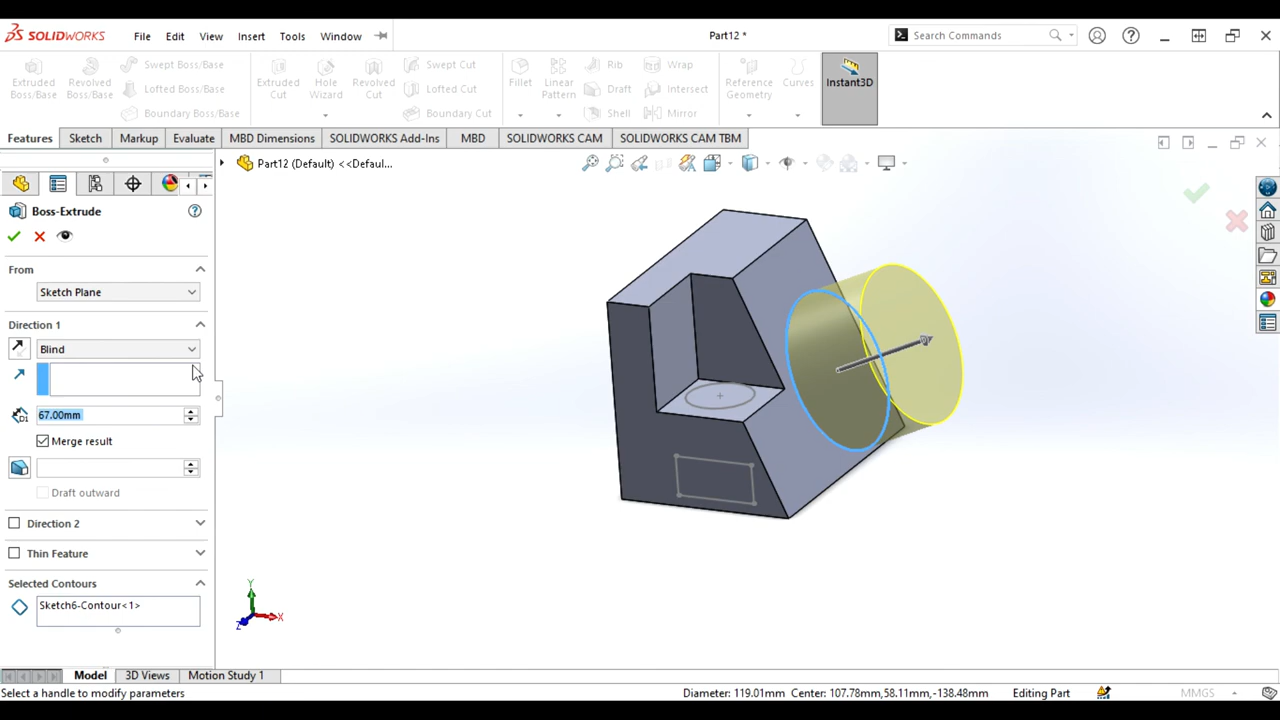 SOLIDWORKS File Edit View Insert Tools Window Part12 * Search Commands
Extruded Boss/Base Revolved Boss/Base Swept Boss/Base Extruded Cut Hole Wizard Revolved Cut Swept Cut Fillet Linear Pattern Rib Wrap Reference Geometry Curves Instant3D
Lofted Boss/Base Lofted Cut Draft Intersect
Boundary Boss/Base Boundary Cut Shell Mirror
Features Sketch Markup Evaluate MBD Dimensions SOLIDWORKS Add-Ins MBD SOLIDWORKS CAM SOLIDWORKS CAM TBM
Part12 (Default) <<Defaul...
Boss-Extrude
From
Sketch Plane
Direction 1
Blind
67.00mm
Merge result
Draft outward
Direction 2
Thin Feature
Selected Contours
Sketch6-Contour<1>
Y
X
Z
Model 3D Views Motion Study 1
Select a handle to modify parameters Diameter: 119.01mm Center: 107.78mm,58.11mm,-138.48mm Editing Part MMGS